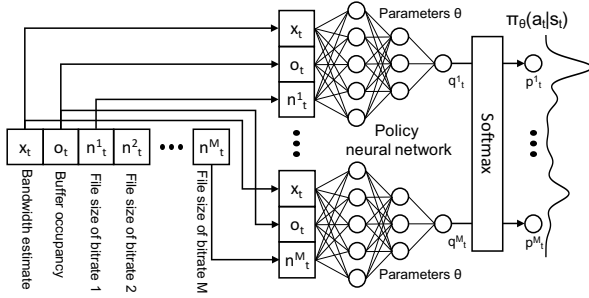 Parameters θ
π_θ(a_t|s_t)
x_t
o_t
n^1_t
q^1_t
p^1_t
Policy
neural network
Softmax
x_t o_t n^1_t n^2_t ••• n^M_t
Bandwidth estimate
Buffer occupancy
File size of bitrate 1
File size of bitrate 2
File size of bitrate M
x_t
o_t
n^M_t
q^M_t
p^M_t
Parameters θ